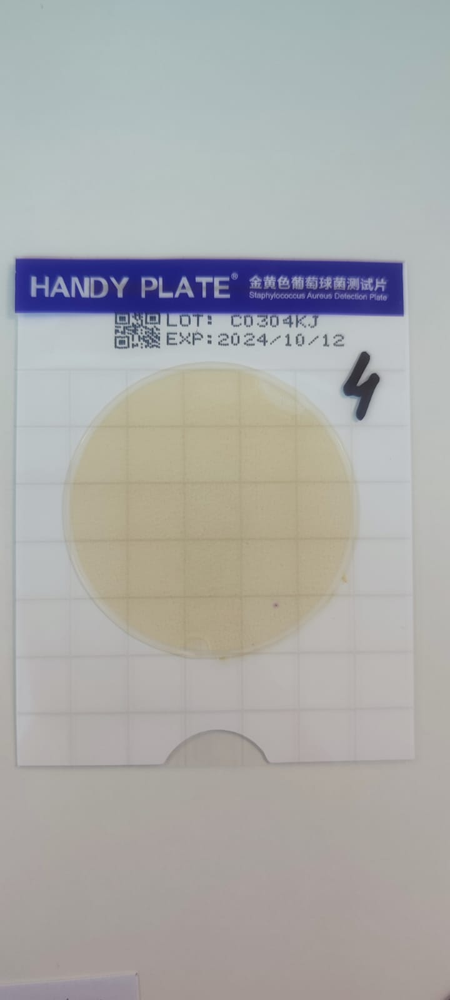 HANDY PLATE® 金黄色葡萄球菌测试片
Staphylococcus Aureus Detection Plate
LOT: C0304KJ
EXP:2024/10/12
4